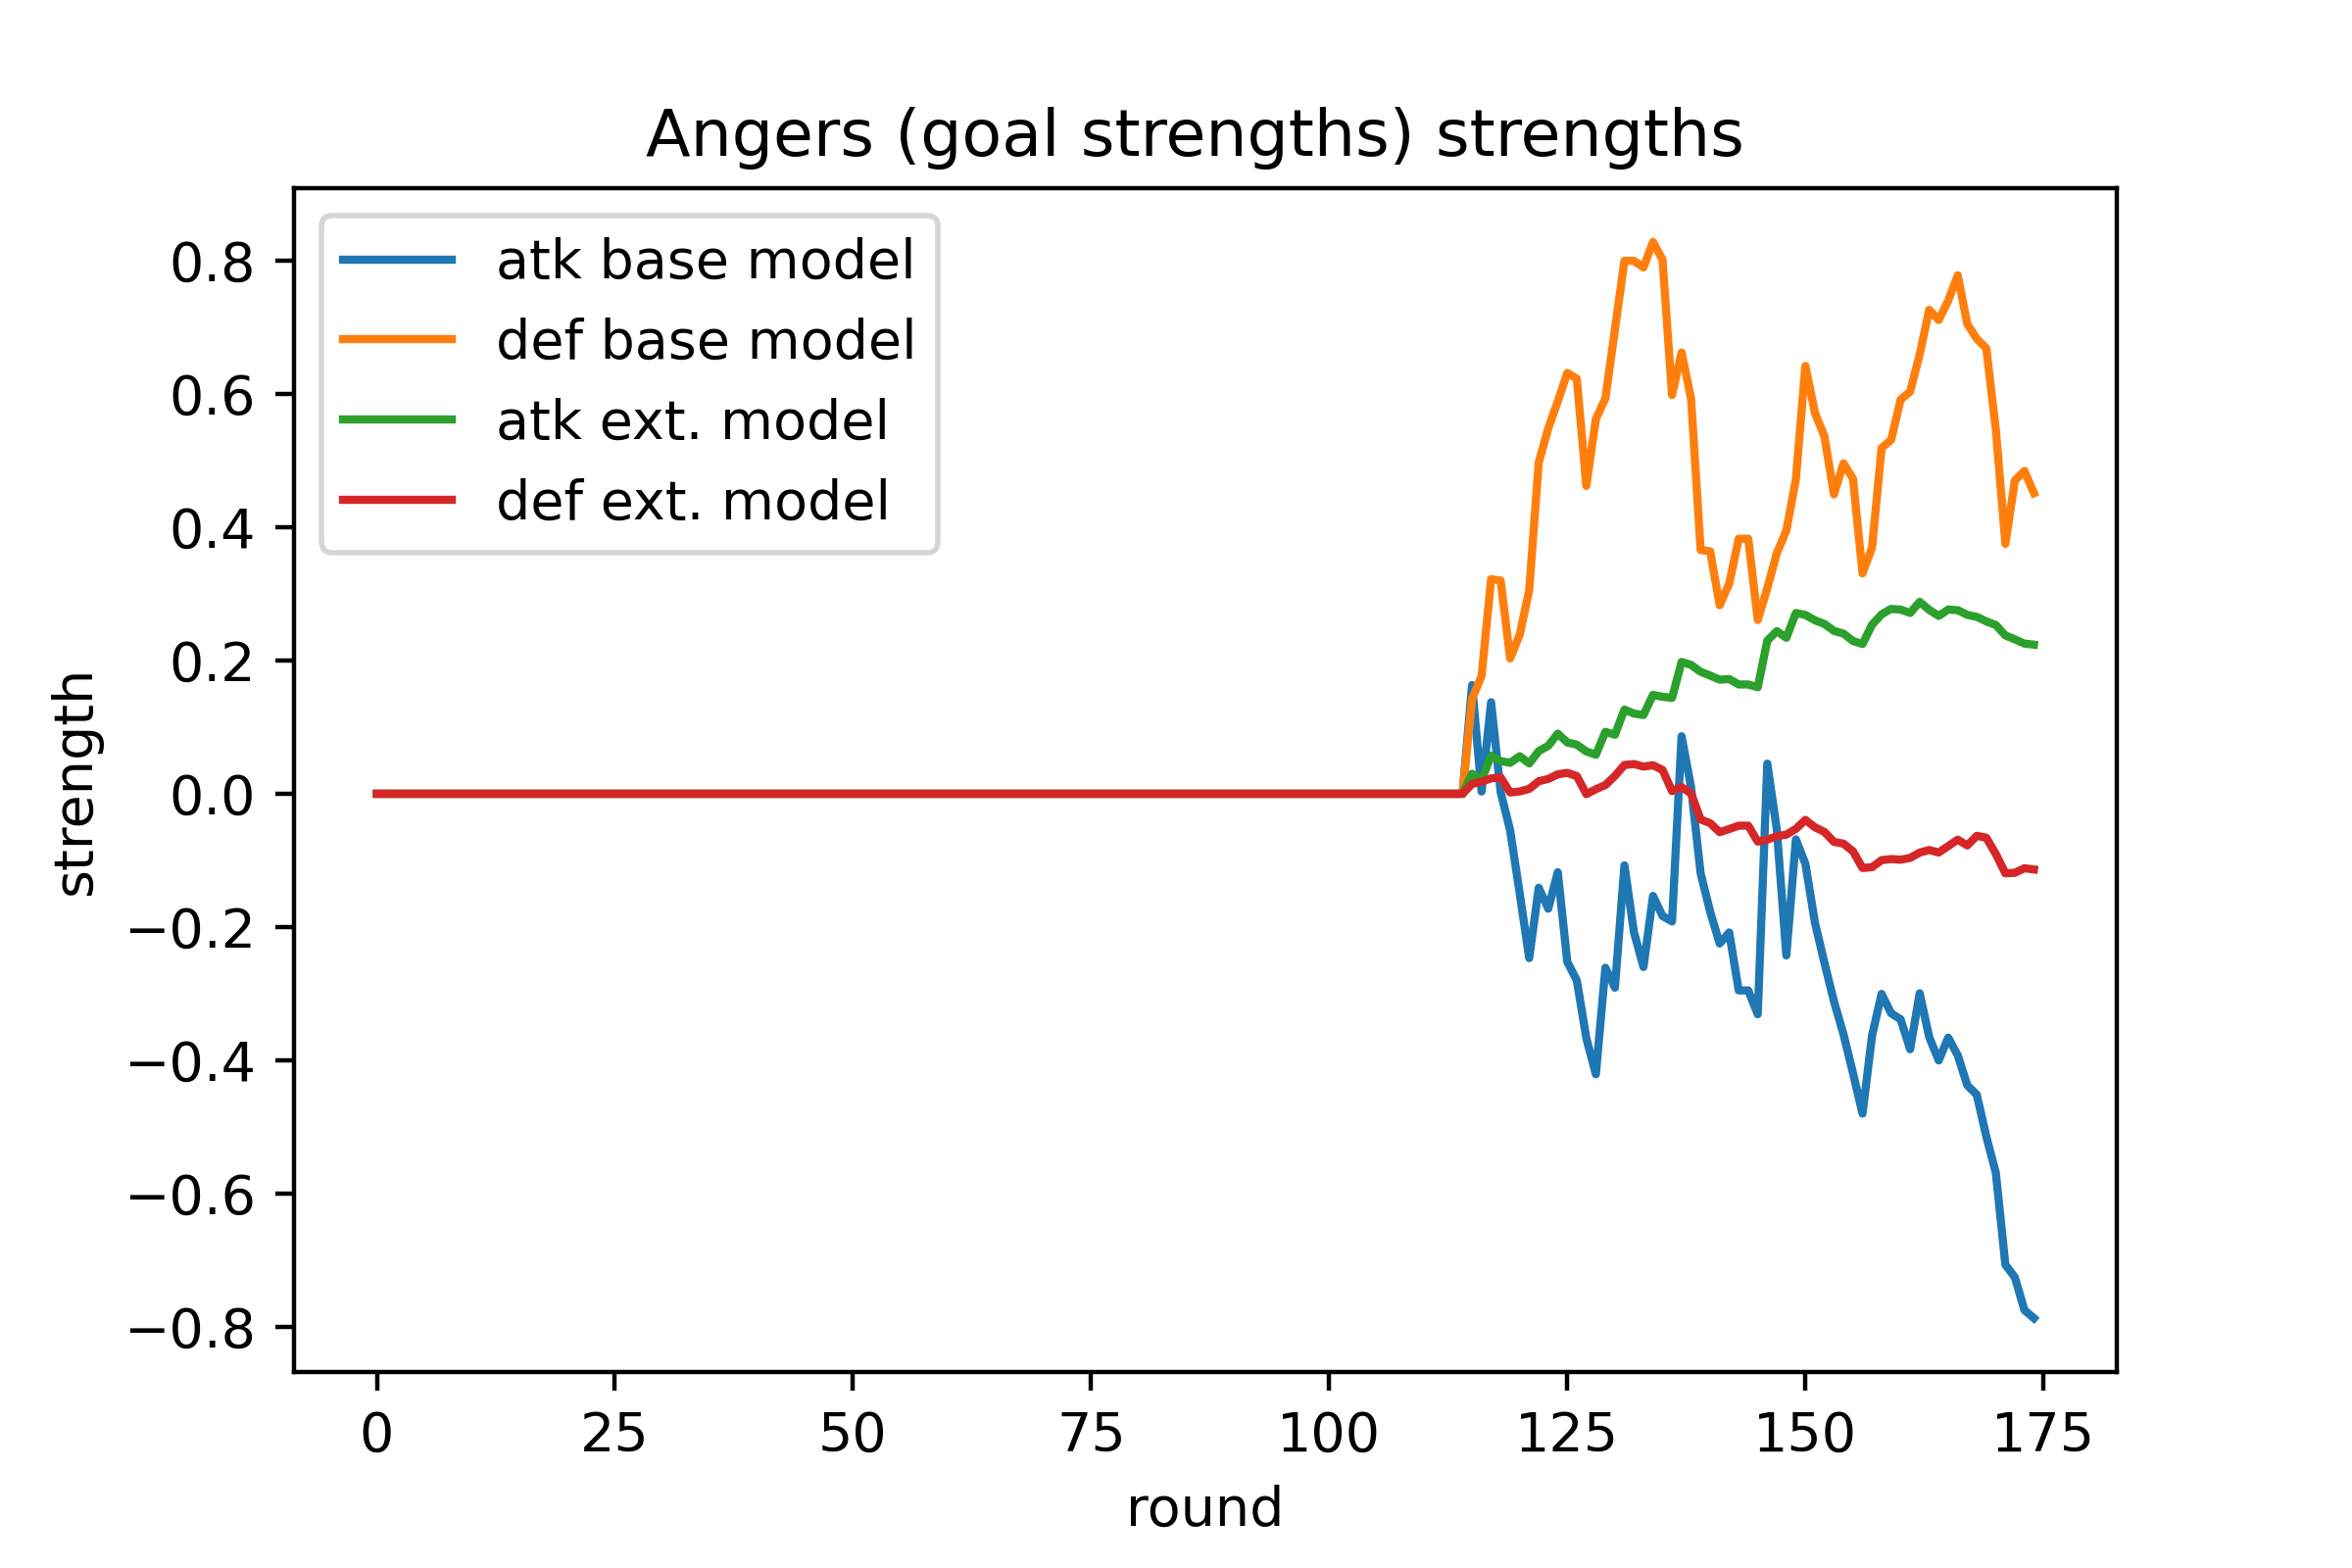 Angers (goal strengths) strengths
atk base model
def base model
atk ext. model
def ext. model
0.8
0.6
0.4
0.2
0.0
−0.2
−0.4
−0.6
−0.8
strength
0 25 50 75 100 125 150 175
round